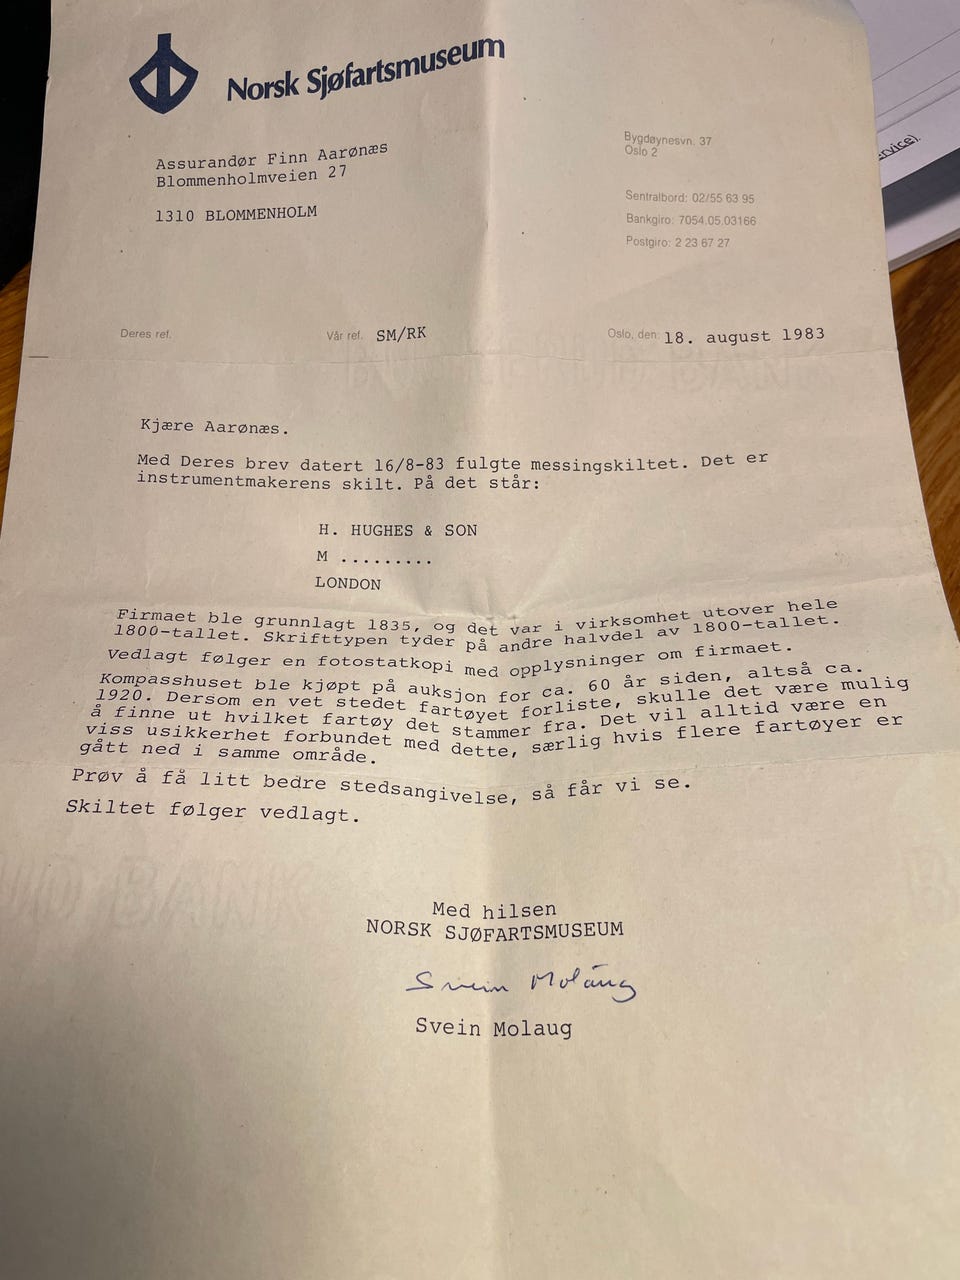 Norsk Sjøfartsmuseum
Assurandør Finn Aarønæs
Blommenholmveien 27
1310 BLOMMENHOLM
Bygdøynesvn. 37
Oslo 2
Sentralbord: 02/55 63 95
Bankgiro: 7054.05.03166
Postgiro: 2 23 67 27
Deres ref.
Vår ref. SM/RK
Oslo, den: 18. august 1983
Kjære Aarønæs.
Med Deres brev datert 16/8-83 fulgte messingskiltet. Det er
instrumentmakerens skilt. På det står:
H. HUGHES & SON
M .........
LONDON
Firmaet ble grunnlagt 1835, og det var i virksomhet utover hele
1800-tallet. Skrifttypen tyder på andre halvdel av 1800-tallet.
Vedlagt følger en fotostatkopi med opplysninger om firmaet.
Kompasshuset ble kjøpt på auksjon for ca. 60 år siden, altså ca.
1920. Dersom en vet stedet fartøyet forliste, skulle det være mulig
å finne ut hvilket fartøy det stammer fra. Det vil alltid være en
viss usikkerhet forbundet med dette, særlig hvis flere fartøyer er
gått ned i samme område.
Prøv å få litt bedre stedsangivelse, så får vi se.
Skiltet følger vedlagt.
Med hilsen
NORSK SJØFARTSMUSEUM
Svein Molaug
Svein Molaug